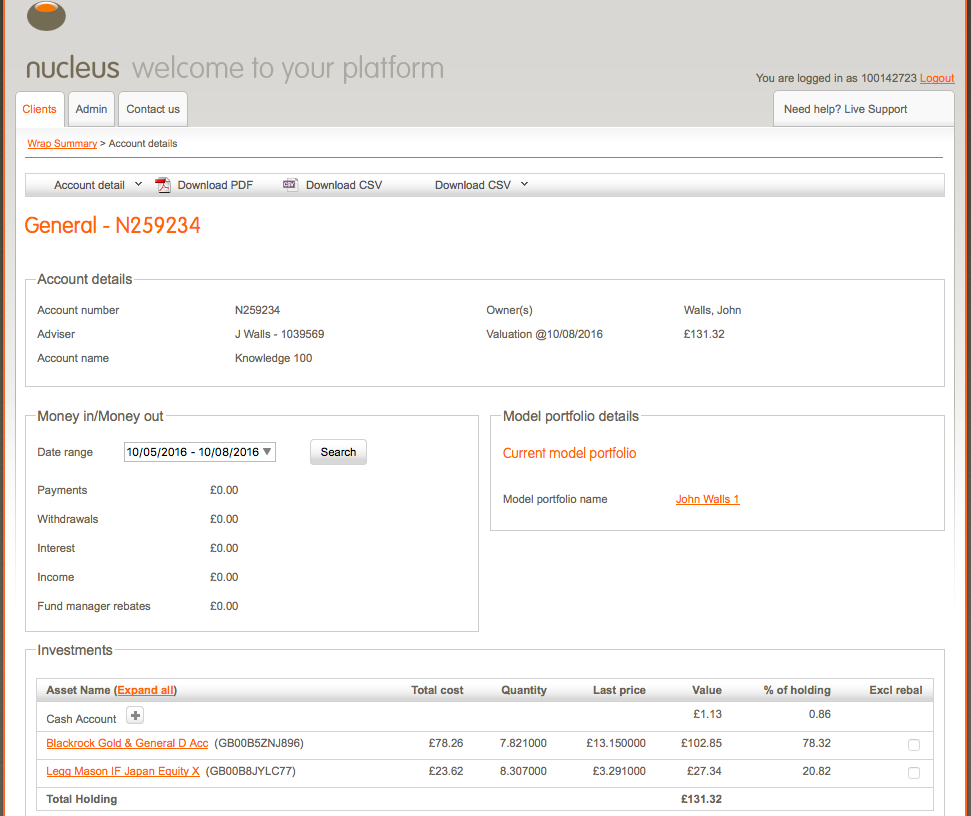 nucleus welcome to your platform
You are logged in as 100142723 Logout
Clients Admin Contact us Need help? Live Support
Wrap Summary > Account details
Account detail Download PDF CSV Download CSV Download CSV
General - N259234
Account details
Account number N259234 Owner(s) Walls, John
Adviser J Walls - 1039569 Valuation @10/08/2016 £131.32
Account name Knowledge 100
Money in/Money out Model portfolio details
Date range 10/05/2016 - 10/08/2016 Search Current model portfolio
Payments £0.00
Model portfolio name John Walls 1
Withdrawals £0.00
Interest £0.00
Income £0.00
Fund manager rebates £0.00
Investments
Asset Name (Expand all) Total cost Quantity Last price Value % of holding Excl rebal
Cash Account + £1.13 0.86
Blackrock Gold & General D Acc (GB00B5ZNJ896) £78.26 7.821000 £13.150000 £102.85 78.32
Legg Mason IF Japan Equity X (GB00B8JYLC77) £23.62 8.307000 £3.291000 £27.34 20.82
Total Holding £131.32